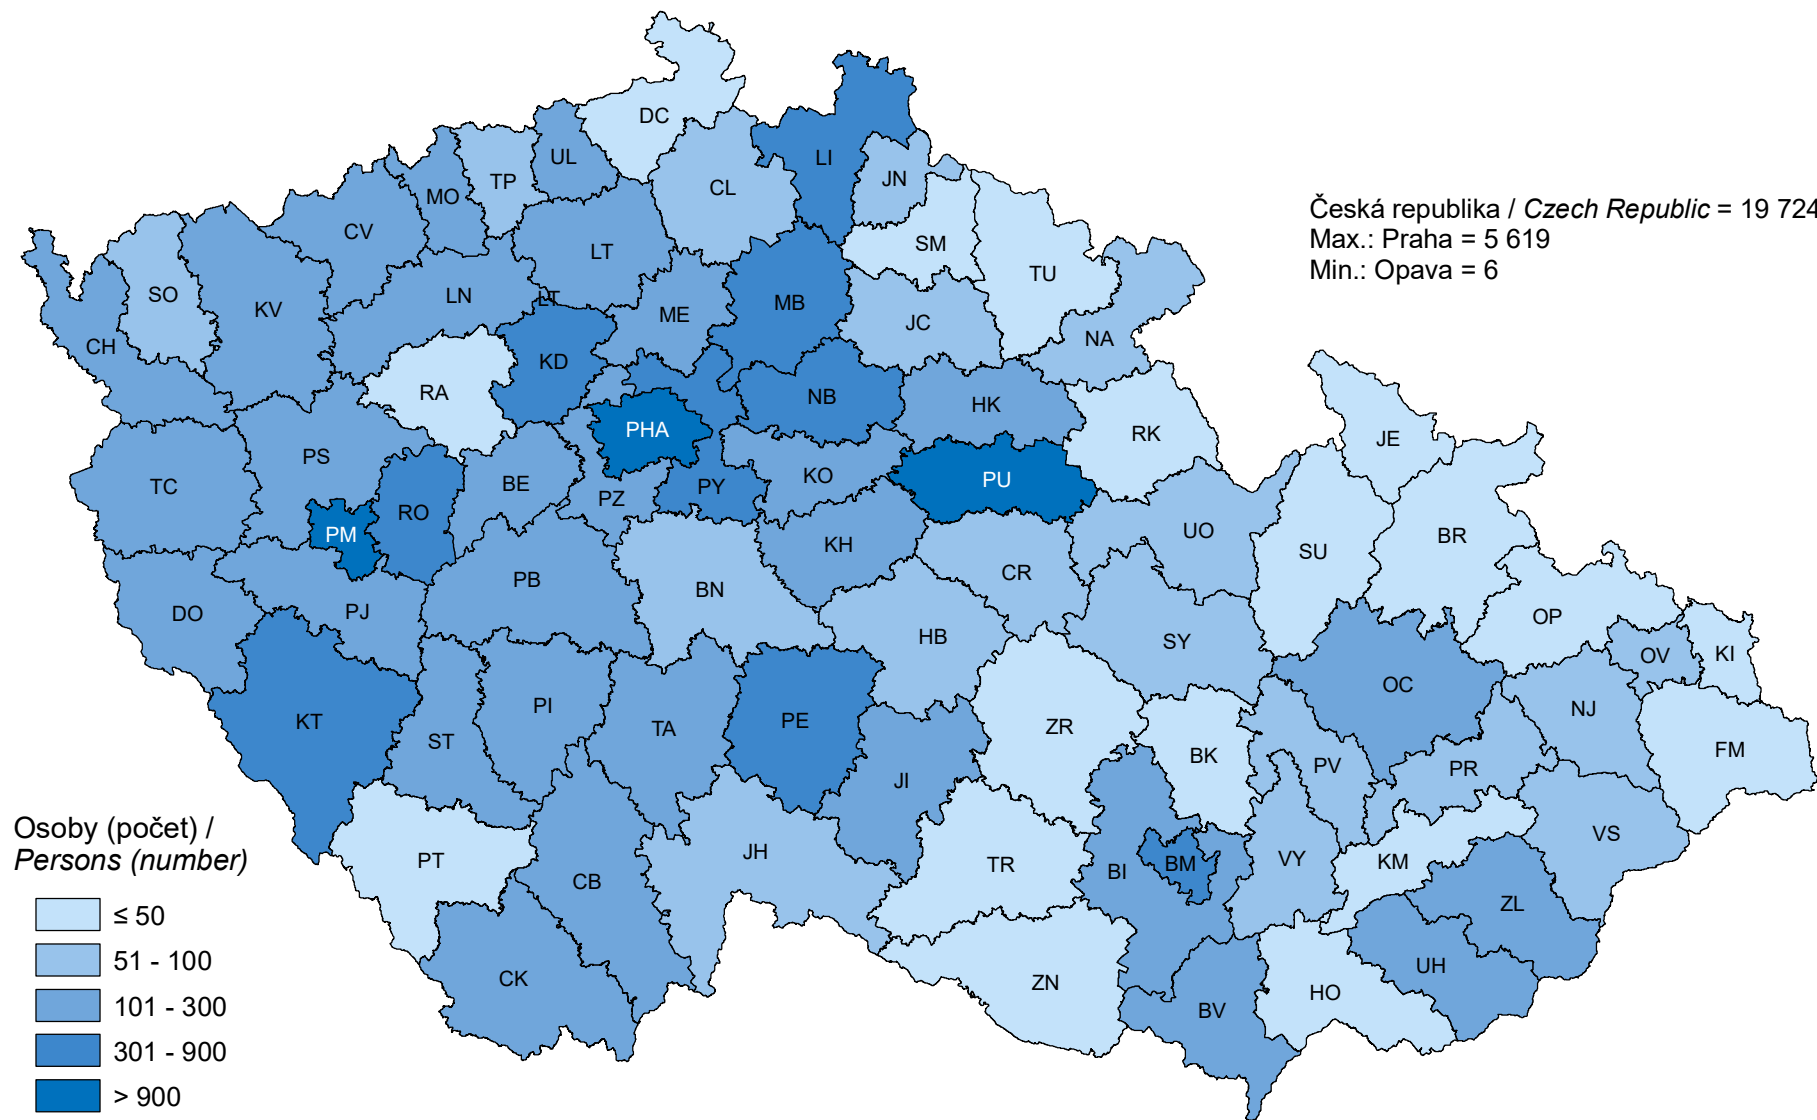 DC
LI
UL
TP
JN
CL
MO
CV
SM
Česká republika / Czech Republic = 19 724
Max.: Praha = 5 619
Min.: Opava = 6
LT
TU
SO
KV
LN
LT
ME
MB
JC
NA
CH
KD
RA
NB
HK
PHA
RK
JE
PS
TC
BE
PZ
PY
KO
PU
RO
PM
UO
SU
BR
KH
PB
BN
CR
DO
PJ
HB
SY
OP
OV
KI
OC
KT
ST
PI
TA
PE
ZR
BK
PV
PR
NJ
FM
JI
Osoby (počet) /
Persons (number)
PT
CB
JH
TR
BI
BM
VY
KM
VS
ZL
≤ 50
51 - 100
101 - 300
301 - 900
> 900
CK
ZN
BV
HO
UH